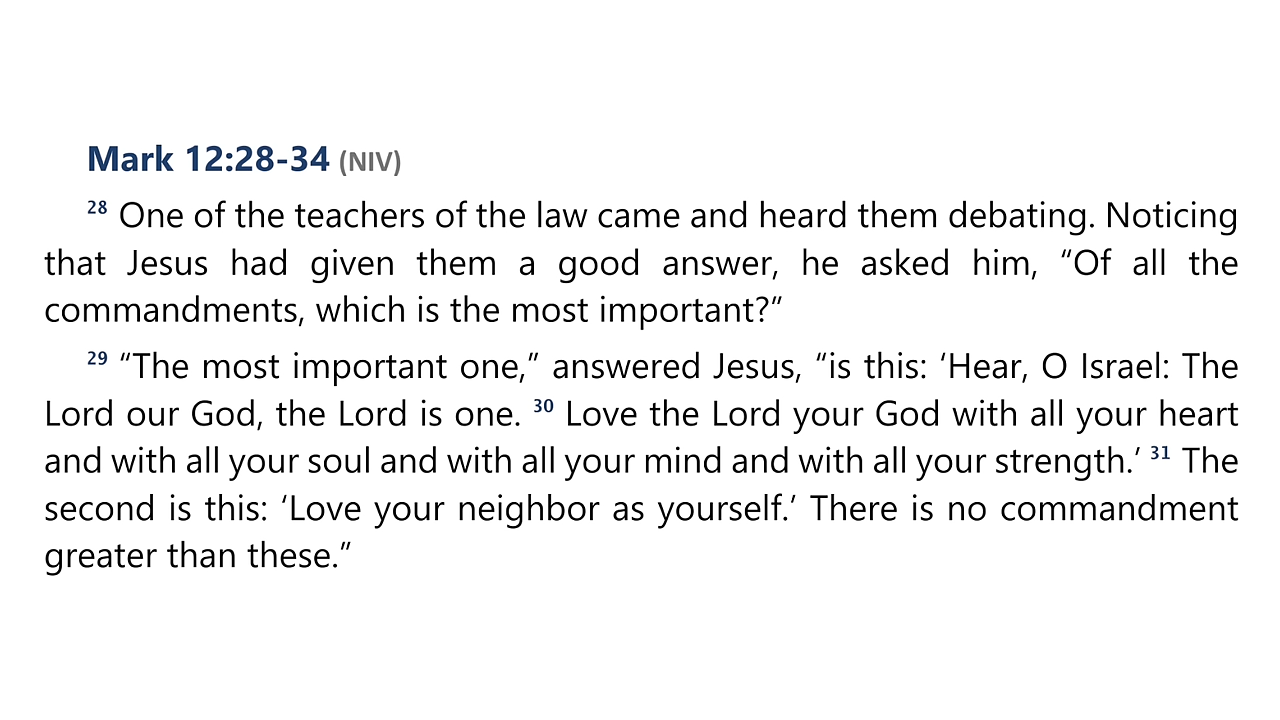 Mark 12:28-34 (NIV)
28 One of the teachers of the law came and heard them debating. Noticing
that Jesus had given them a good answer, he asked him, “Of all the
commandments, which is the most important?”
29 “The most important one,” answered Jesus, “is this: ‘Hear, O Israel: The
Lord our God, the Lord is one. 30 Love the Lord your God with all your heart
and with all your soul and with all your mind and with all your strength.’ 31 The
second is this: ‘Love your neighbor as yourself.’ There is no commandment
greater than these.”